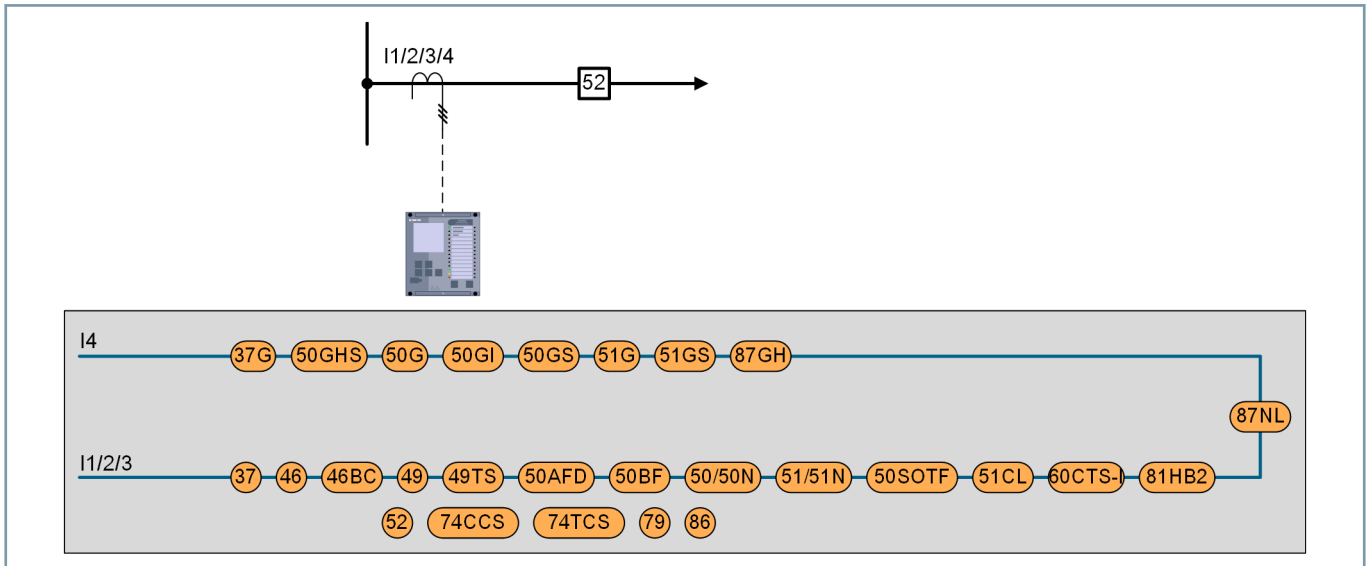 I1/2/3/4
52
I4
37G 50GHS 50G 50GI 50GS 51G 51GS 87GH
87NL
I1/2/3
37 46 46BC 49 49TS 50AFD 50BF 50/50N 51/51N 50SOTF 51CL 60CTS-I 81HB2
52 74CCS 74TCS 79 86